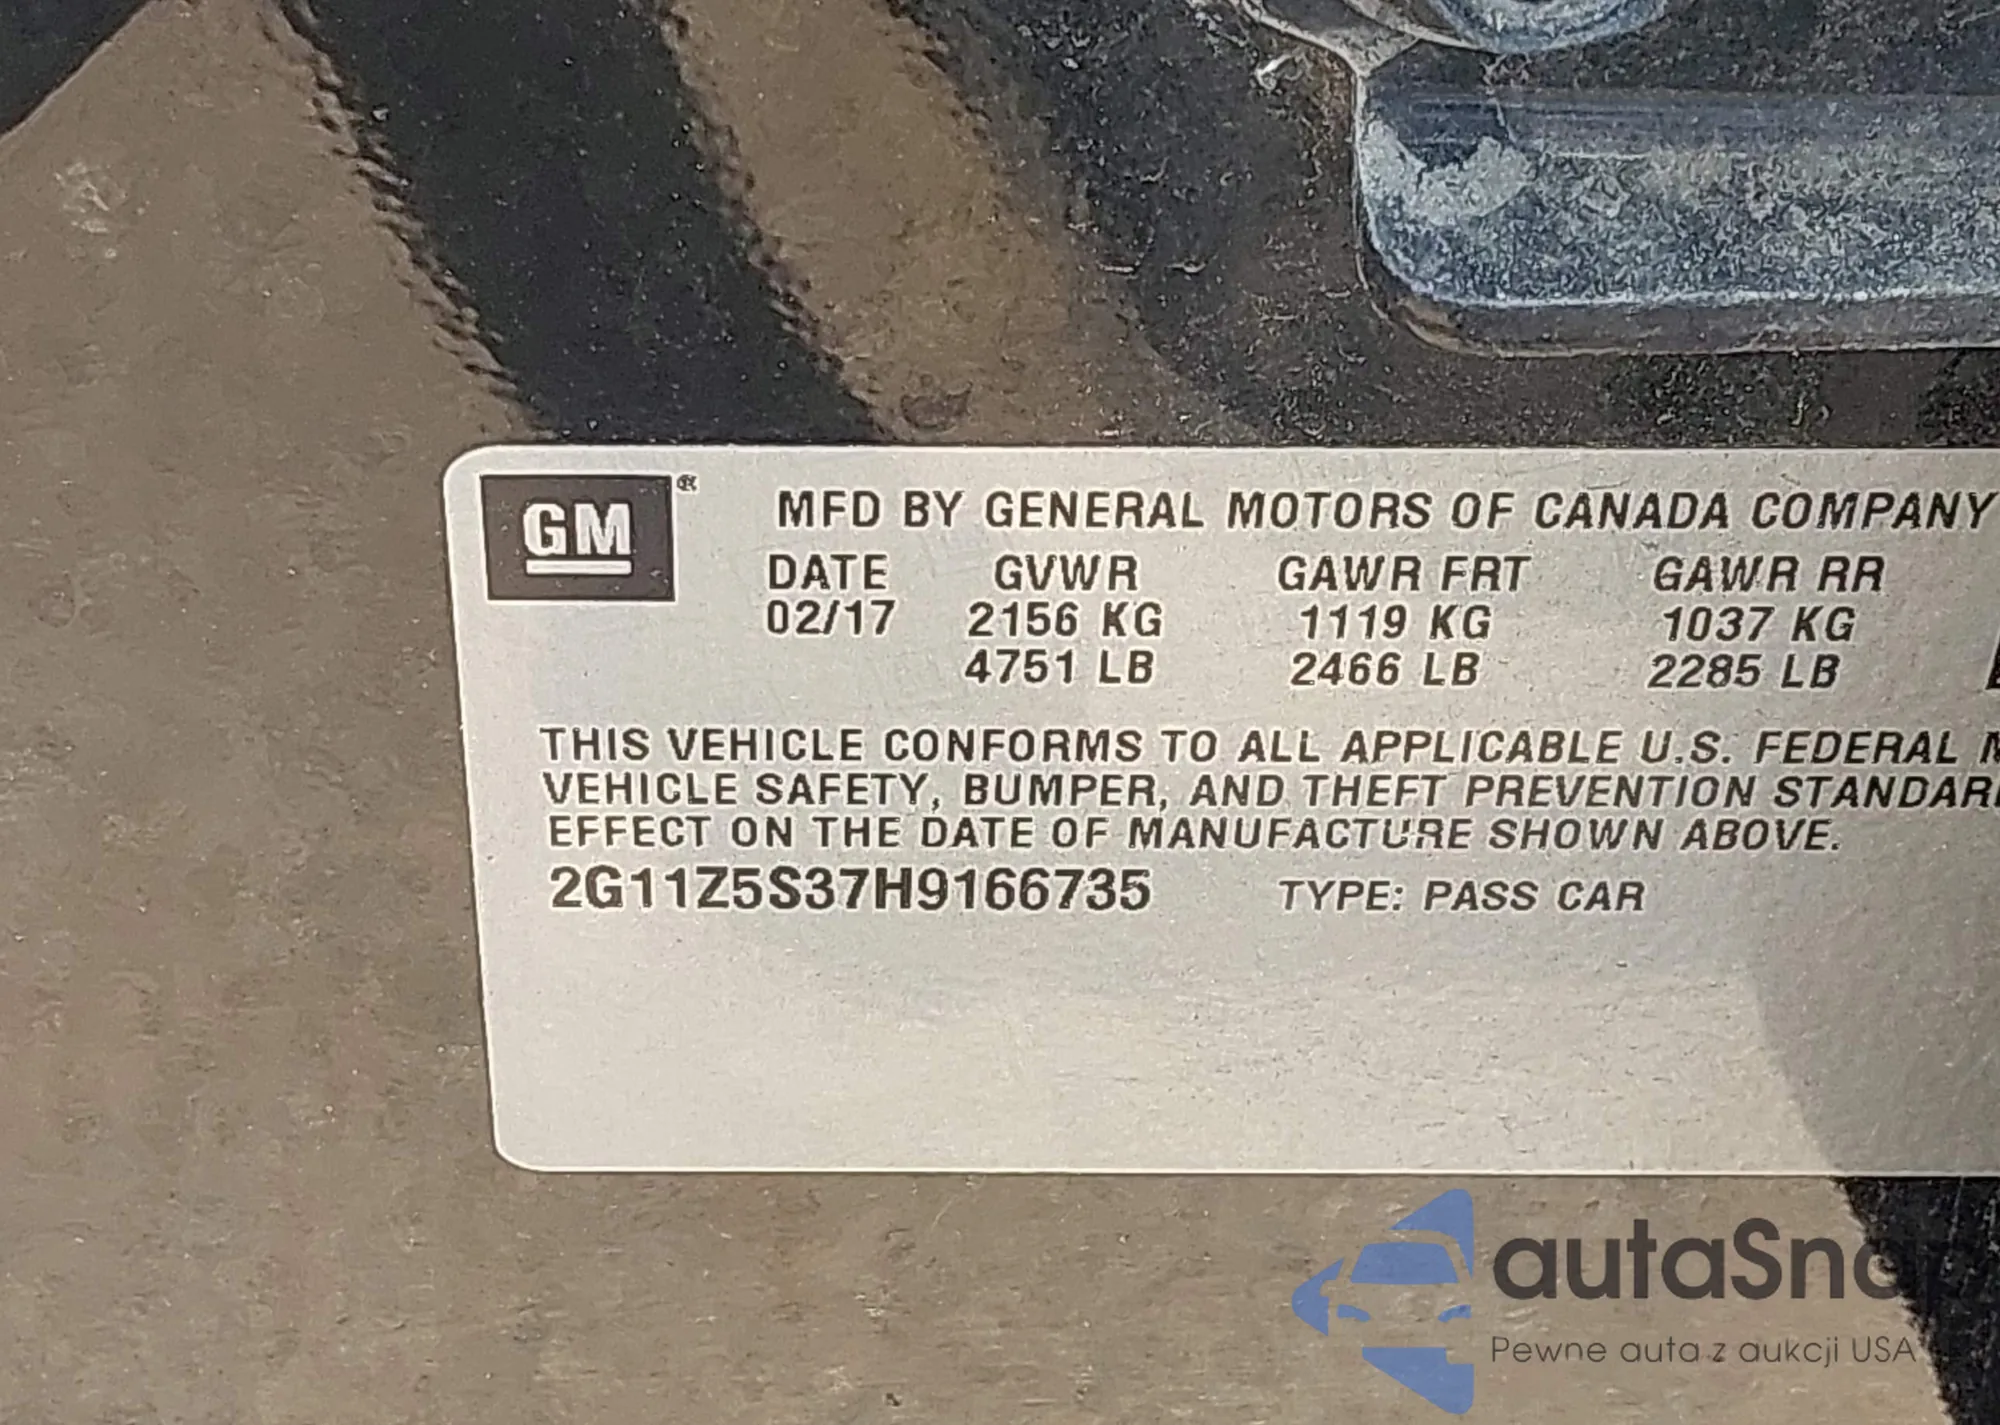 GM®
MFD BY GENERAL MOTORS OF CANADA COMPANY
DATE GVWR GAWR FRT GAWR RR
02/17 2156 KG 1119 KG 1037 KG
4751 LB 2466 LB 2285 LB
THIS VEHICLE CONFORMS TO ALL APPLICABLE U.S. FEDERAL
VEHICLE SAFETY, BUMPER, AND THEFT PREVENTION
EFFECT ON THE DATE OF MANUFACTURE SHOWN ABOVE.
2G11Z5S37H9166735 TYPE: PASS CAR
autaSnap
Pewne auta z aukcji USA